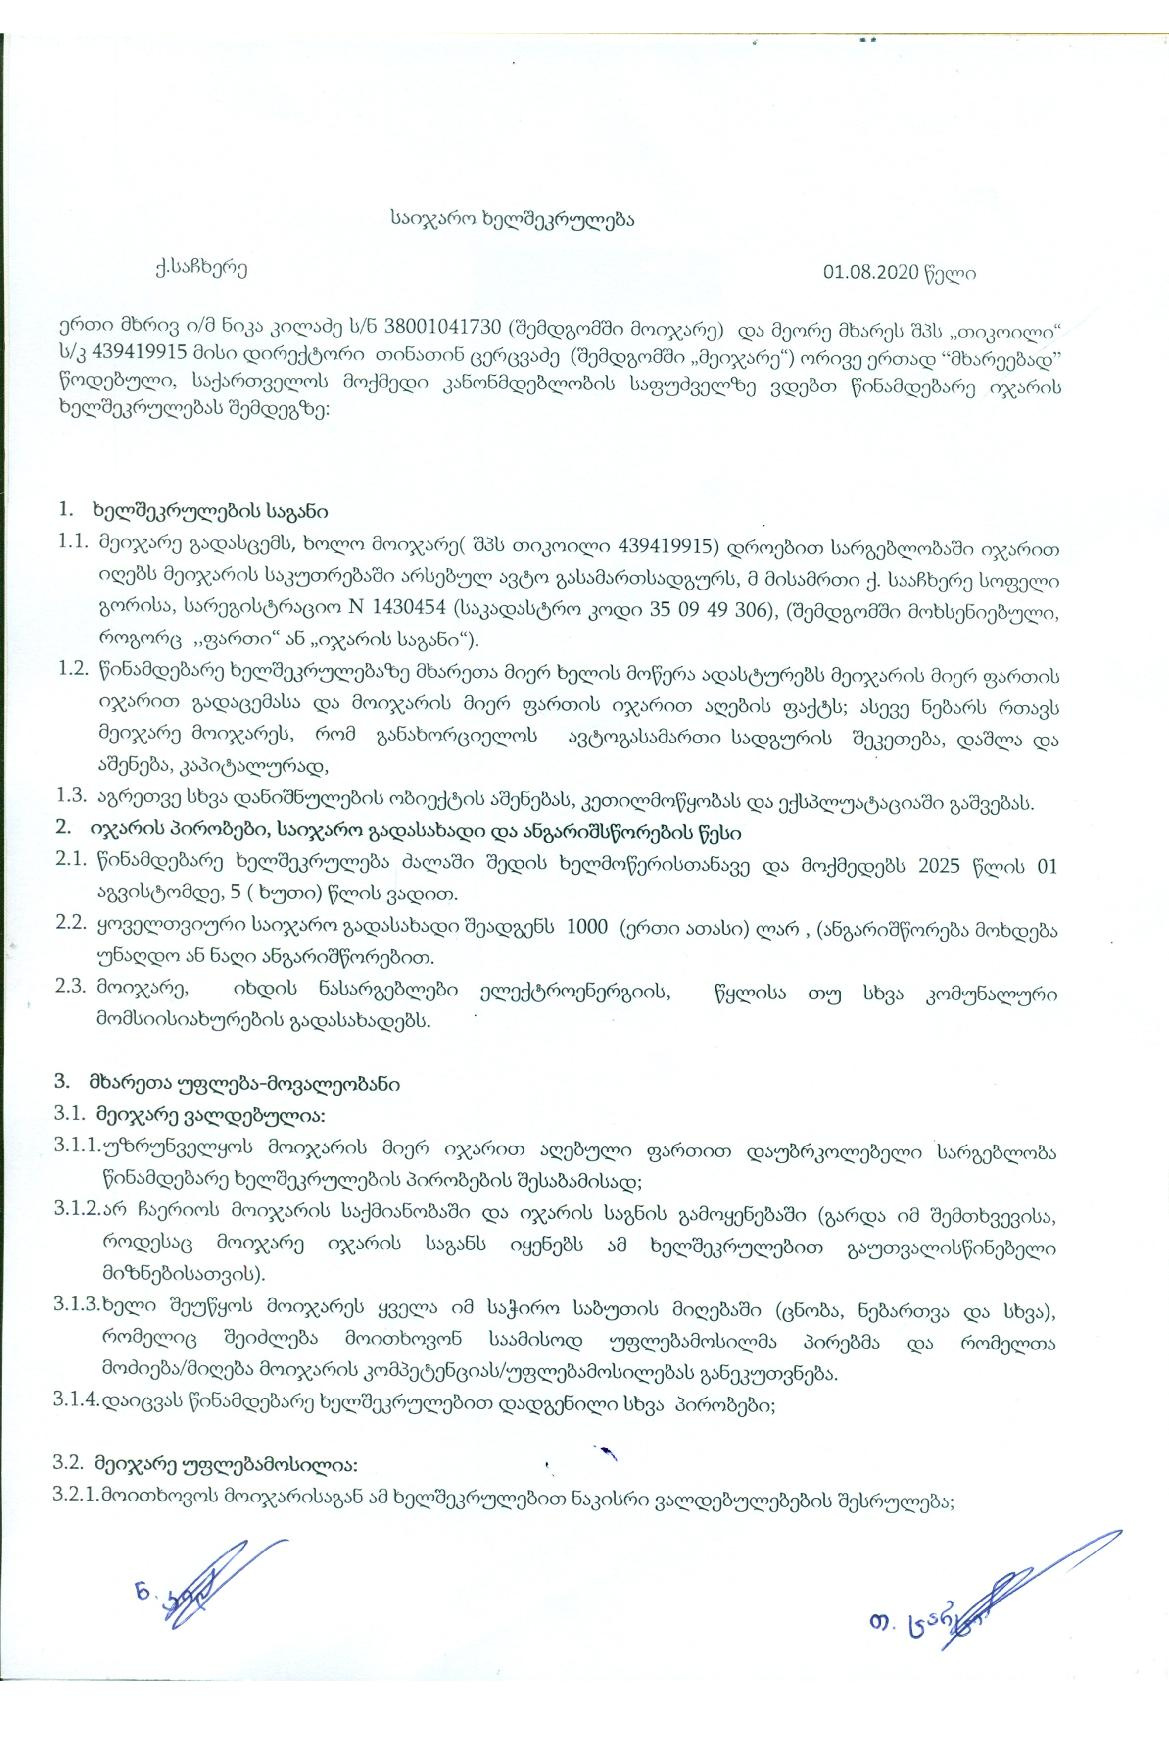 საიჯარო ხელშეკრულება
ქ.საჩხერე 01.08.2020 წელი
ერთი მხრივ ი/მ ნიკა კილაძე ს/ნ 38001041730 (შემდგომში მოიჯარე) და მეორე მხარეს შპს „თიკოილი“
ს/კ 439419915 მისი დირექტორი თინათინ ცერცვაძე (შემდგომში „მეიჯარე“) ორივე ერთად “მხარეებად”
წოდებული, საქართველოს მოქმედი კანონმდებლობის საფუძველზე ვდებთ წინამდებარე იჯარის
ხელშეკრულებას შემდეგზე:
1. ხელშეკრულების საგანი
1.1. მეიჯარე გადასცემს, ხოლო მოიჯარე( შპს თიკოილი 439419915) დროებით სარგებლობაში იჯარით
იღებს მეიჯარის საკუთრებაში არსებულ ავტო გასამართსადგურს, მ მისამრთი ქ. სააჩხერე სოფელი
გორისა, სარეგისტრაციო N 1430454 (საკადასტრო კოდი 35 09 49 306), (შემდგომში მოხსენიებული,
როგორც ,,ფართი“ ან „იჯარის საგანი“).
1.2. წინამდებარე ხელშეკრულებაზე მხარეთა მიერ ხელის მოწერა ადასტურებს მეიჯარის მიერ ფართის
იჯარით გადაცემასა და მოიჯარის მიერ ფართის იჯარით აღების ფაქტს; ასევე ნებარს რთავს
მეიჯარე მოიჯარეს, რომ განახორციელოს ავტოგასამართი სადგურის შეკეთება, დაშლა და
აშენება, კაპიტალურად,
1.3. აგრეთვე სხვა დანიშნულების ობიექტის აშენებას, კეთილმოწყობას და ექსპლუატაციაში გაშვებას.
2. იჯარის პირობები, საიჯარო გადასახადი და ანგარიშსწორების წესი
2.1. წინამდებარე ხელშეკრულება ძალაში შედის ხელმოწერისთანავე და მოქმედებს 2025 წლის 01
აგვისტომდე, 5 ( ხუთი) წლის ვადით.
2.2. ყოველთვიური საიჯარო გადასახადი შეადგენს 1000 (ერთი ათასი) ლარ , (ანგარიშწორება მოხდება
უნაღდო ან ნაღი ანგარიშწორებით.
2.3. მოიჯარე, იხდის ნასარგებლები ელექტროენერგიის, წყლისა თუ სხვა კომუნალური
მომსიისიახურების გადასახადებს.
3. მხარეთა უფლება-მოვალეობანი
3.1. მეიჯარე ვალდებულია:
3.1.1.უზრუნველყოს მოიჯარის მიერ იჯარით აღებული ფართით დაუბრკოლებელი სარგებლობა
წინამდებარე ხელშეკრულების პირობების შესაბამისად;
3.1.2.არ ჩაერიოს მოიჯარის საქმიანობაში და იჯარის საგნის გამოყენებაში (გარდა იმ შემთხვევისა,
როდესაც მოიჯარე იჯარის საგანს იყენებს ამ ხელშეკრულებით გაუთვალისწინებელი
მიზნებისათვის).
3.1.3.ხელი შეუწყოს მოიჯარეს ყველა იმ საჭირო საბუთის მიღებაში (ცნობა, ნებართვა და სხვა),
რომელიც შეიძლება მოითხოვონ საამისოდ უფლებამოსილმა პირებმა და რომელთა
მოძიება/მიღება მოიჯარის კომპეტენციას/უფლებამოსილებას განეკუთვნება.
3.1.4.დაიცვას წინამდებარე ხელშეკრულებით დადგენილი სხვა პირობები;
3.2. მეიჯარე უფლებამოსილია:
3.2.1.მოითხოვოს მოიჯარისაგან ამ ხელშეკრულებით ნაკისრი ვალდებულებების შესრულება;
ნ. თ.